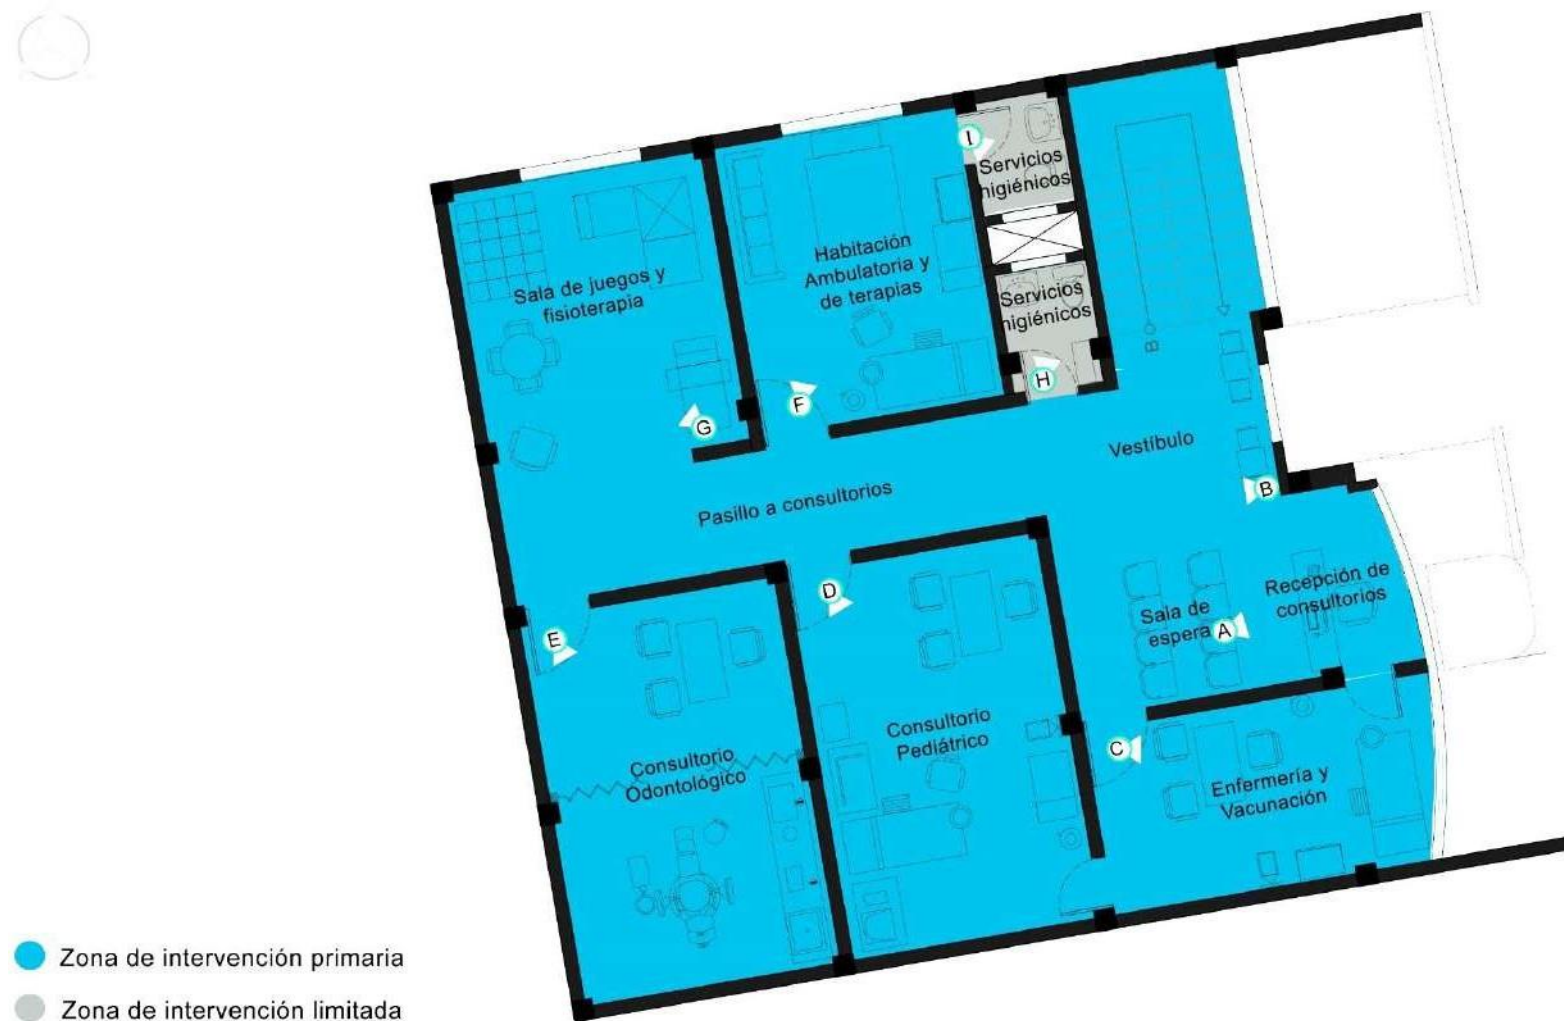 I
Servicios
higiénicos
Habitación
Ambulatoria y
de terapias
Sala de juegos y
fisioterapia
Servicios
higiénicos
B
H
F
G
Vestíbulo
Pasillo a consultorios
B
D
E
Recepción de
consultorios
Sala de
espera
A
Consultorio
Pediátrico
C
Consultorio
Odontológico
Enfermería y
Vacunación
Zona de intervención primaria
Zona de intervención limitada